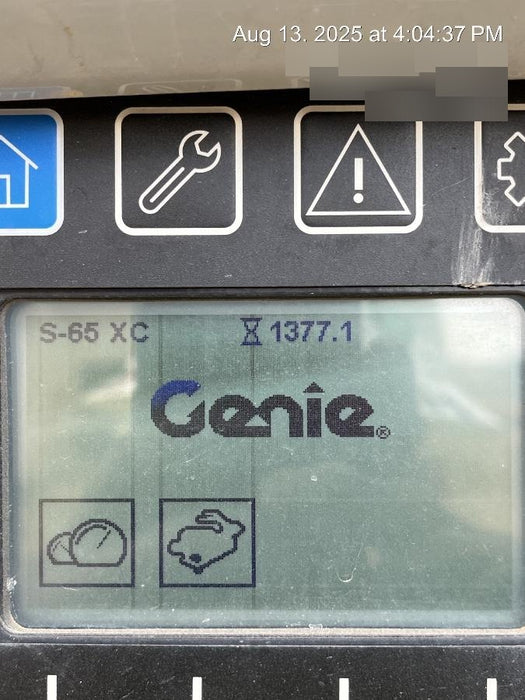 Aug 13, 2025 at 4:04:37 PM
S-65 XC
1377.1
Genie®